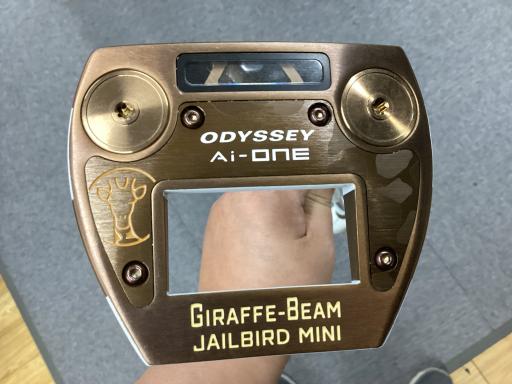 ODYSSEY
Ai-ONE
GIRAFFE-BEAM
JAILBIRD MINI